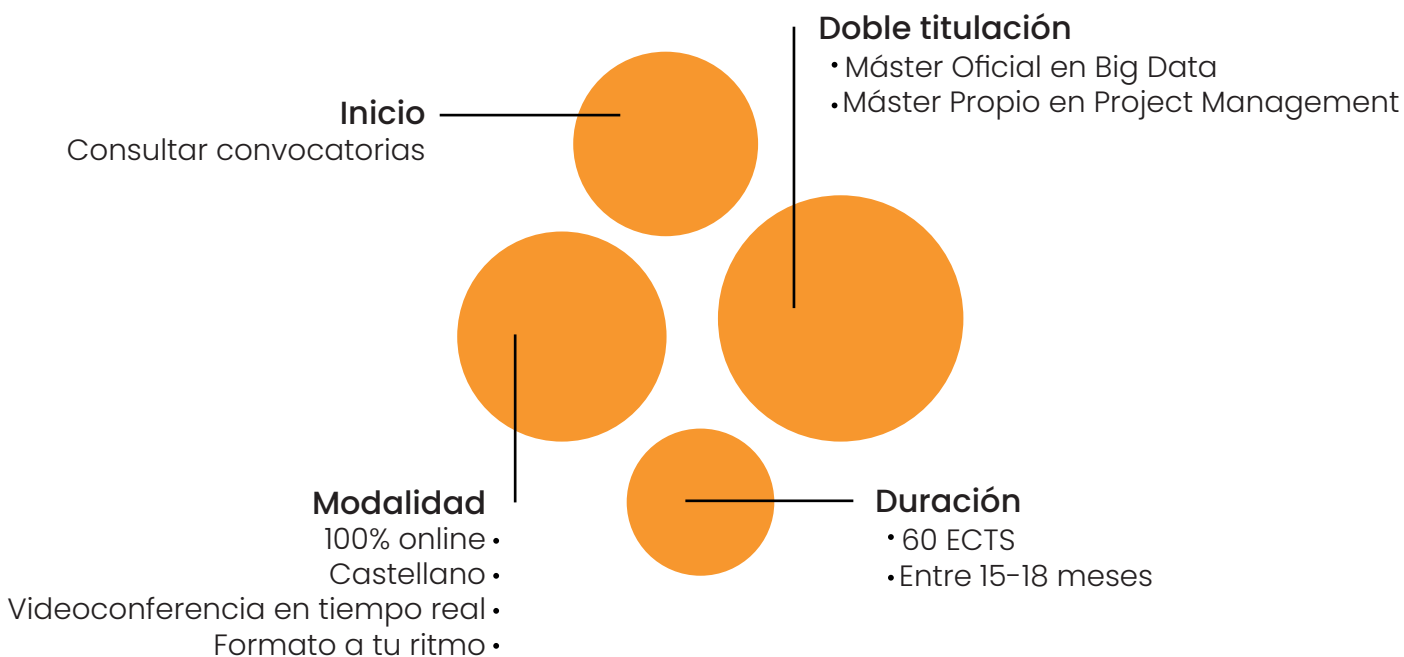 Doble titulación
• Máster Oficial en Big Data
• Máster Propio en Project Management
Inicio
Consultar convocatorias
Modalidad
100% online •
Castellano •
Videoconferencia en tiempo real •
Formato a tu ritmo •
Duración
• 60 ECTS
• Entre 15-18 meses